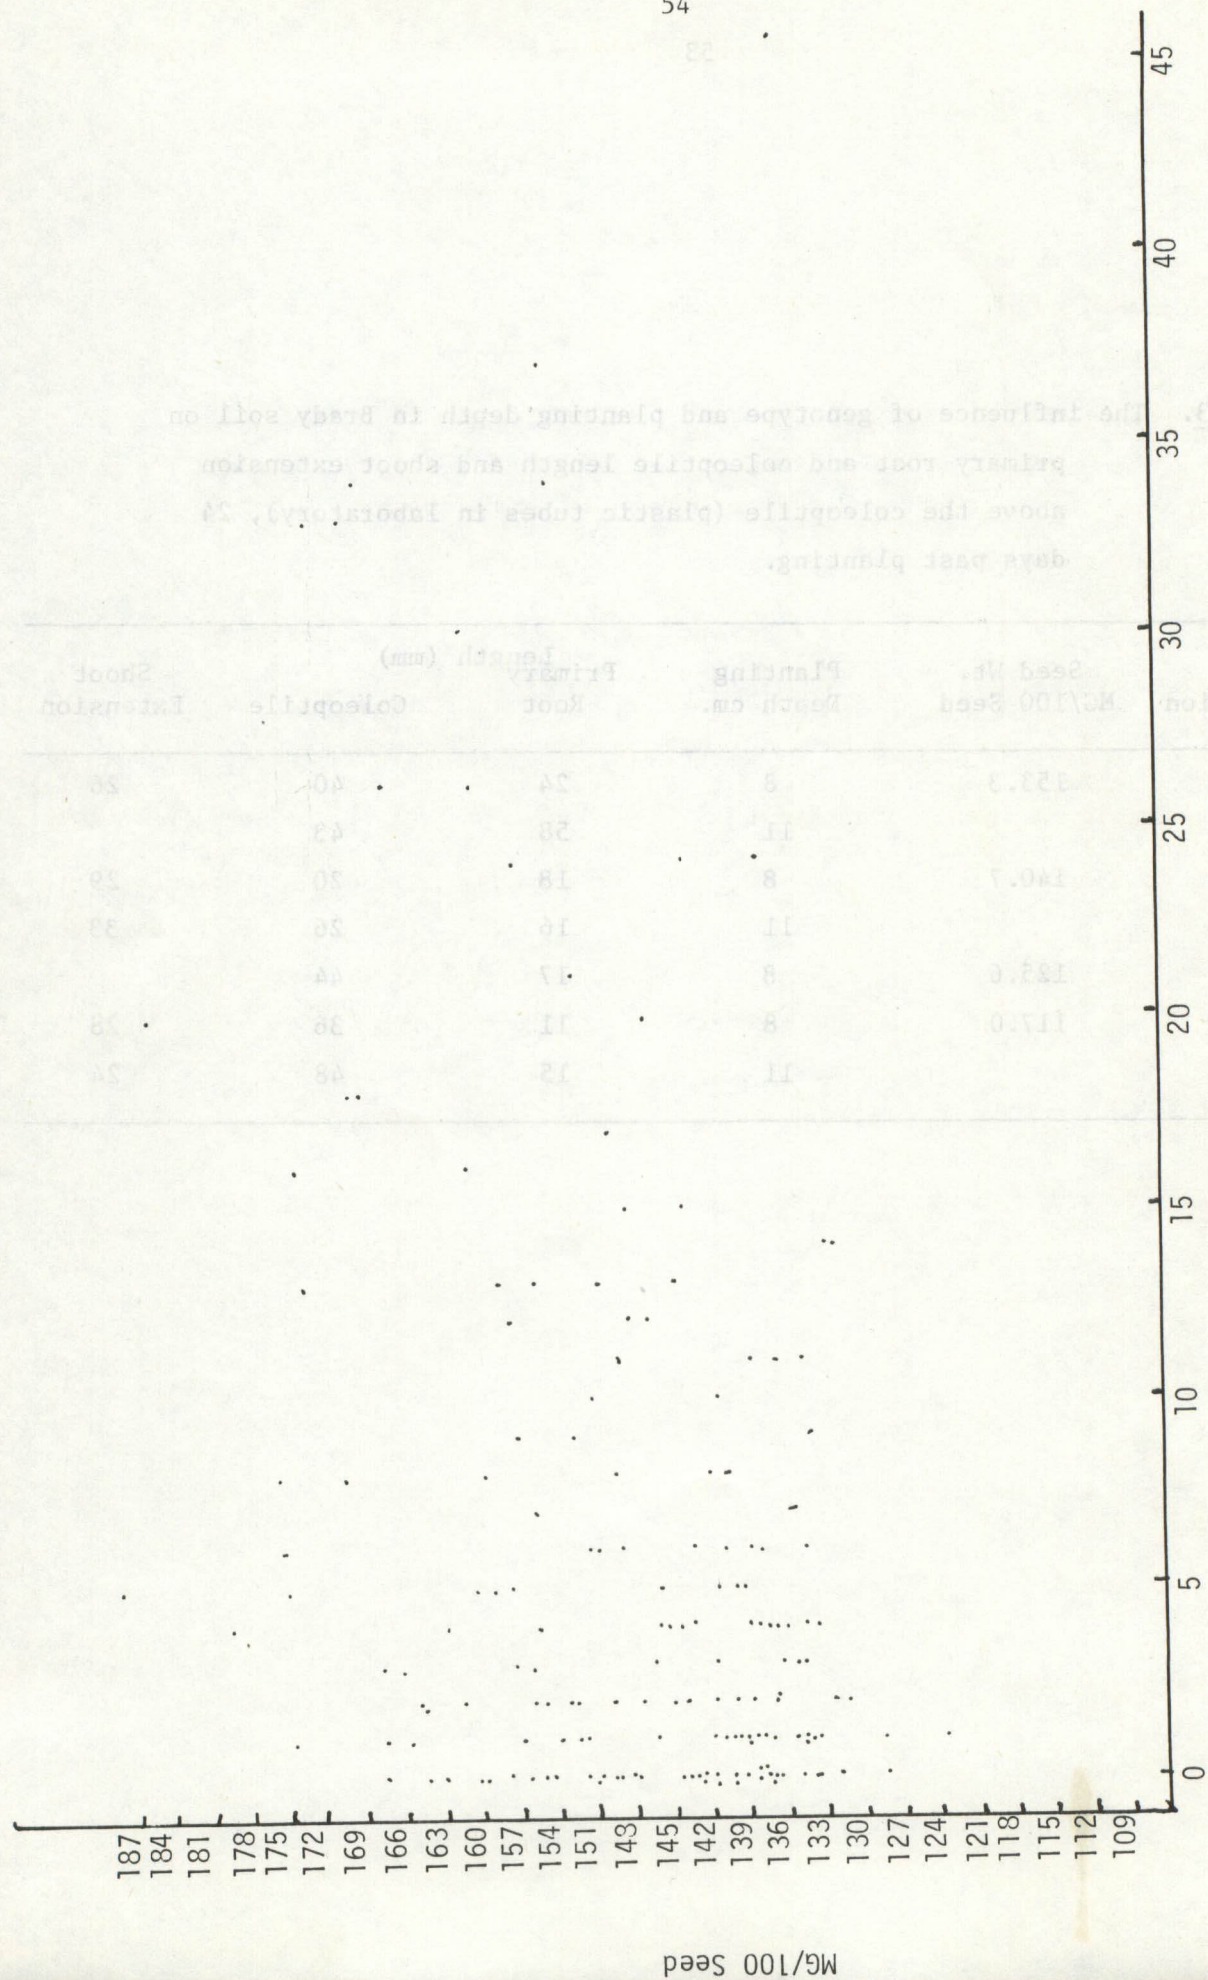 54
53
3. The influence of genotype and planting depth in Brady soil on
primary root and coleoptile length and shoot extension
above the coleoptile (plastic tubes in laboratory), 24
days past planting.
Length (mm)
Seed Wt. Planting Primary Shoot
MG/100 Seed Depth cm. Root Coleoptile Extension
153.3 8 24 40 26
11 58 43
140.7 8 18 20 29
11 16 26 33
125.6 8 17 44
117.0 8 11 36 28
11 15 48 24
MG/100 Seed
187
184
181
178
175
172
169
166
163
160
157
154
151
143
145
142
139
136
133
130
127
124
121
118
115
112
109
0
5
10
15
20
25
30
35
40
45